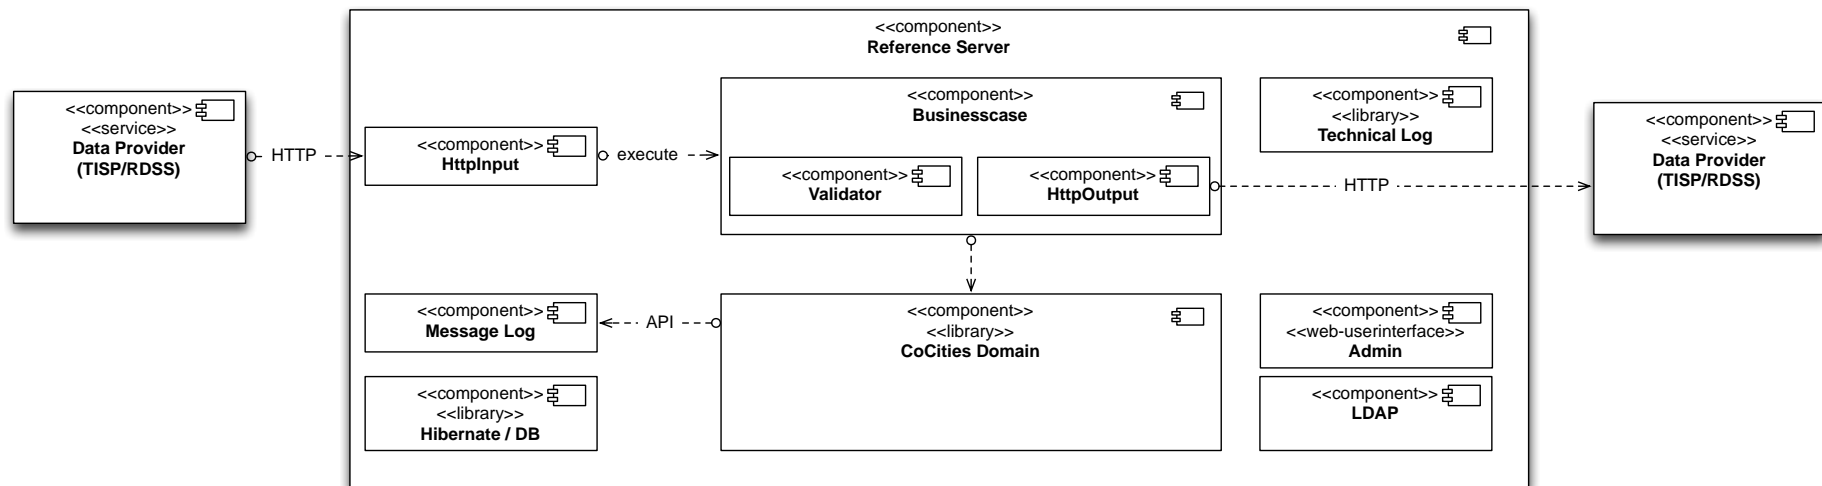 <<component>>
Reference Server
<<component>>
<<service>>
Data Provider
(TISP/RDSS)
HTTP
<<component>>
HttpInput
execute
<<component>>
Businesscase
<<component>>
Validator
<<component>>
HttpOutput
<<component>>
<<library>>
Technical Log
HTTP
<<component>>
<<service>>
Data Provider
(TISP/RDSS)
<<component>>
Message Log
API
<<component>>
<<library>>
CoCities Domain
<<component>>
<<web-userinterface>>
Admin
<<component>>
<<library>>
Hibernate / DB
<<component>>
LDAP